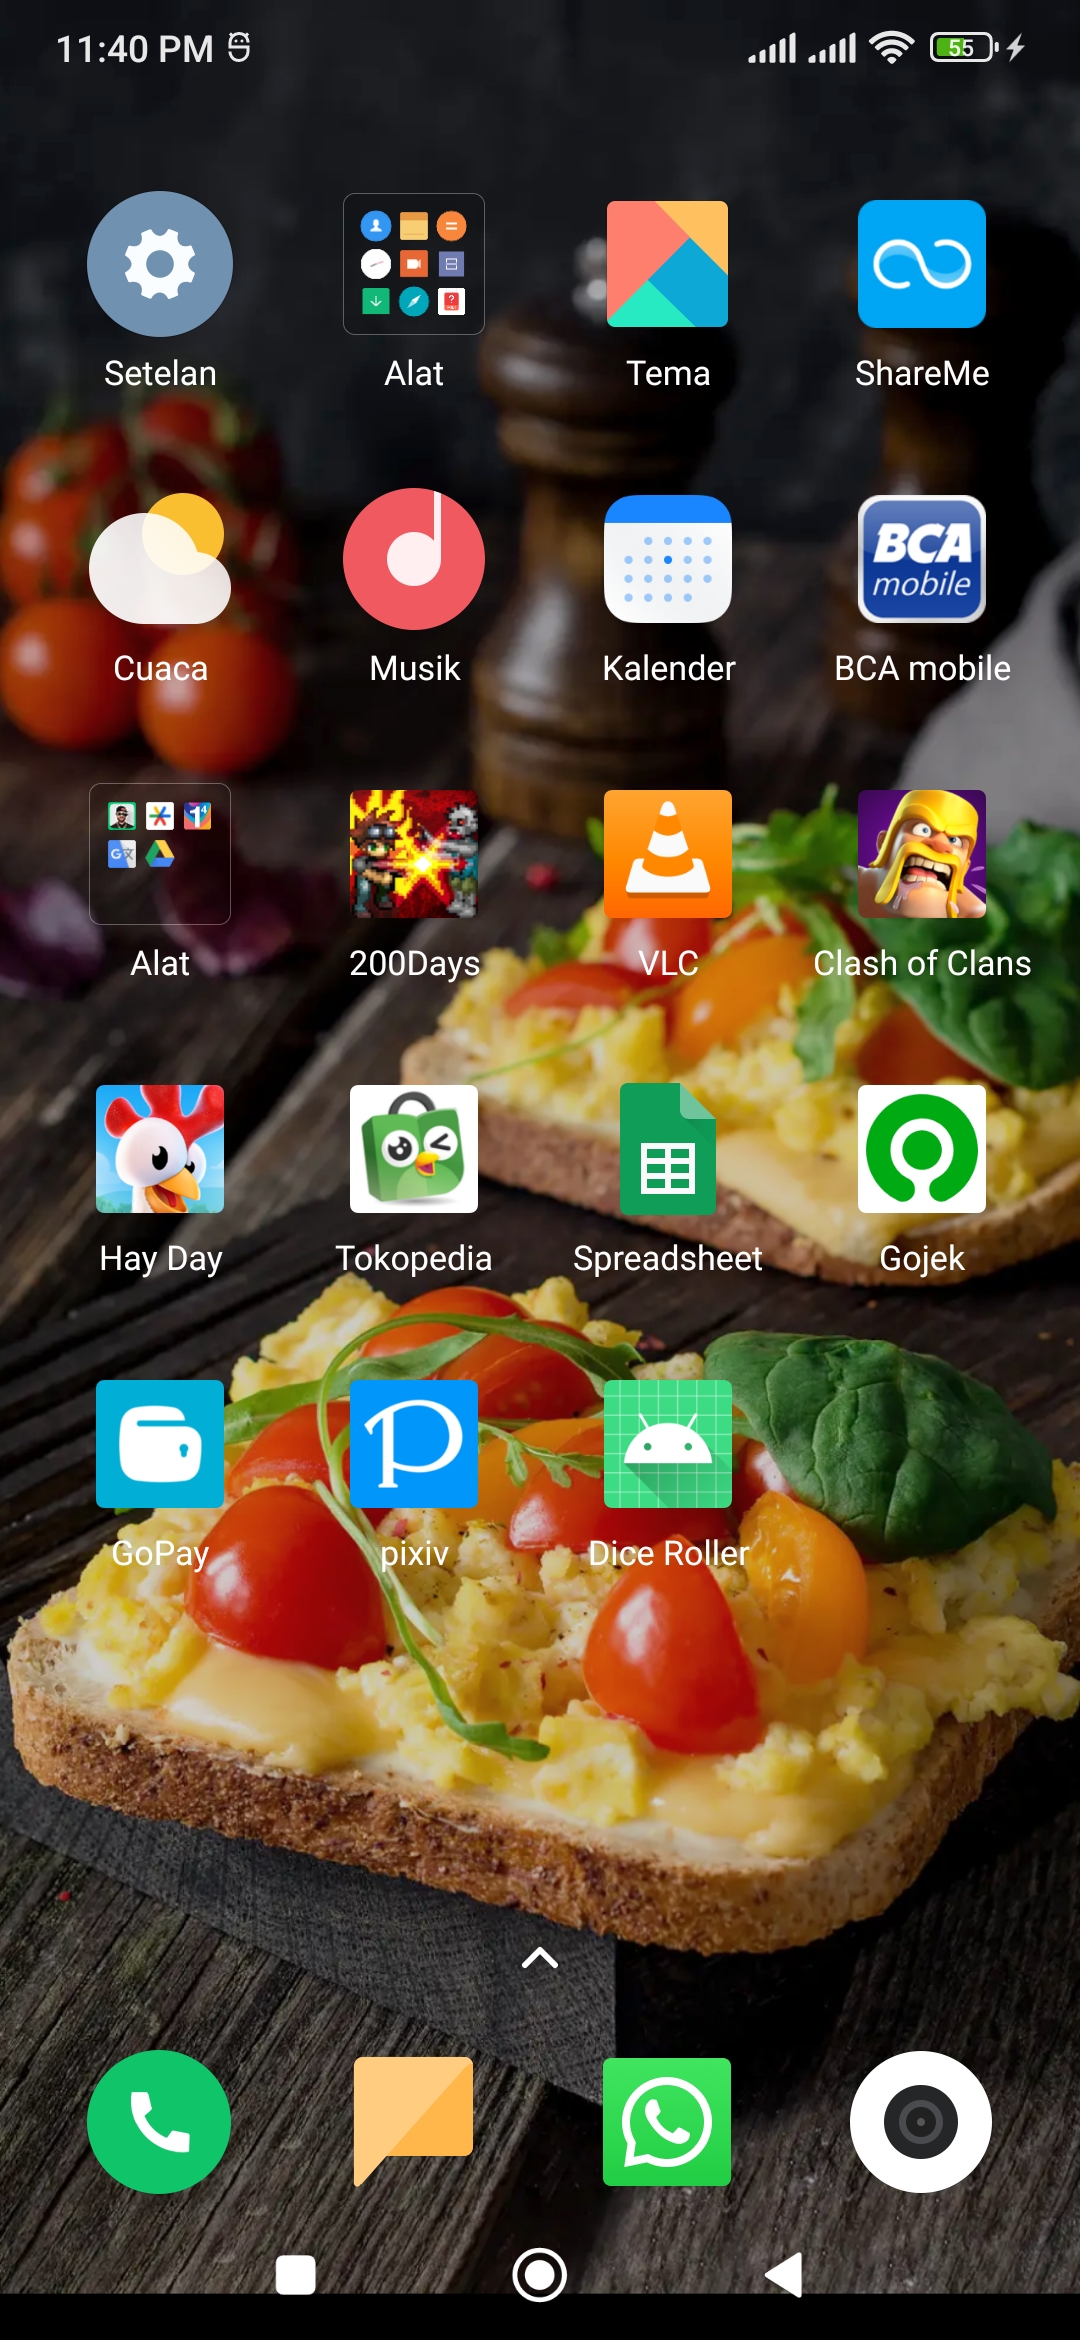 11:40 PM 55
Setelan Alat Tema ShareMe
BCA
mobile
Cuaca Musik Kalender BCA mobile
Alat 200Days VLC Clash of Clans
Hay Day Tokopedia Spreadsheet Gojek
GoPay pixiv Dice Roller